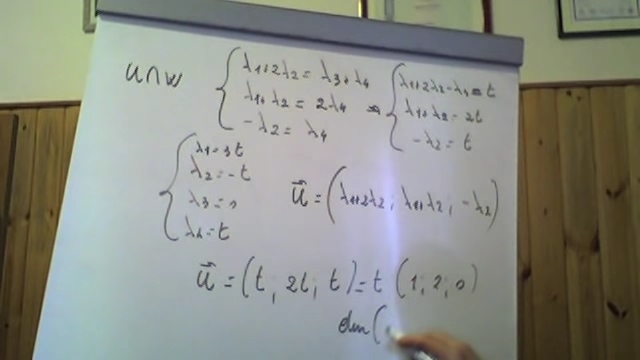 U∩W { λ1+2λ2 = λ3+λ4
λ1+λ2 = 2λ4
-λ2 = λ4
{ λ1+2λ2-λ3 = t
λ1+λ2 = 2t
-λ2 = t
{ λ1 = 3t
λ2 = -t
λ3 = 0
λ4 = t
u⃗ = (λ1+2λ2; λ1+λ2; -λ2)
u⃗ = (t; 2t; t) = t (1; 2; 0)
dim (